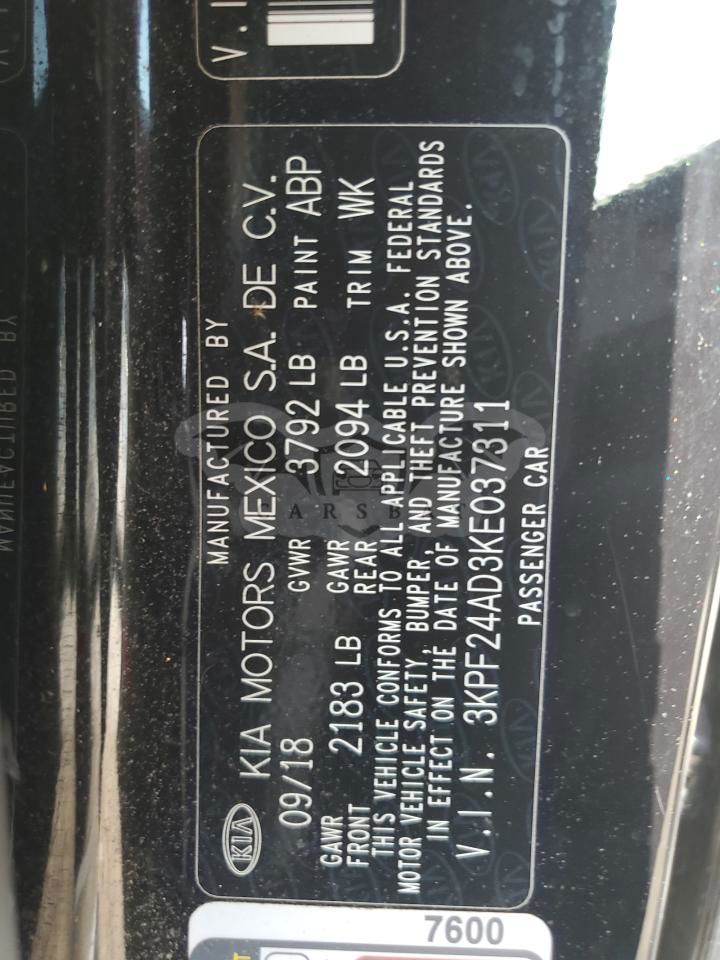 MANUFACTURED BY
KIA KIA MOTORS MEXICO S.A. DE C.V.
09/18 GVWR 3792 LB PAINT ABP
GAWR FRONT 2183 LB GAWR REAR 2094 LB TRIM WK
THIS VEHICLE CONFORMS TO ALL APPLICABLE U.S.A. FEDERAL
MOTOR VEHICLE SAFETY, BUMPER, AND THEFT PREVENTION STANDARDS
IN EFFECT ON THE DATE OF MANUFACTURE SHOWN ABOVE.
V.I.N. 3KPF24AD3KE037311
PASSENGER CAR
V.I
7600
MANUFACTURED BY